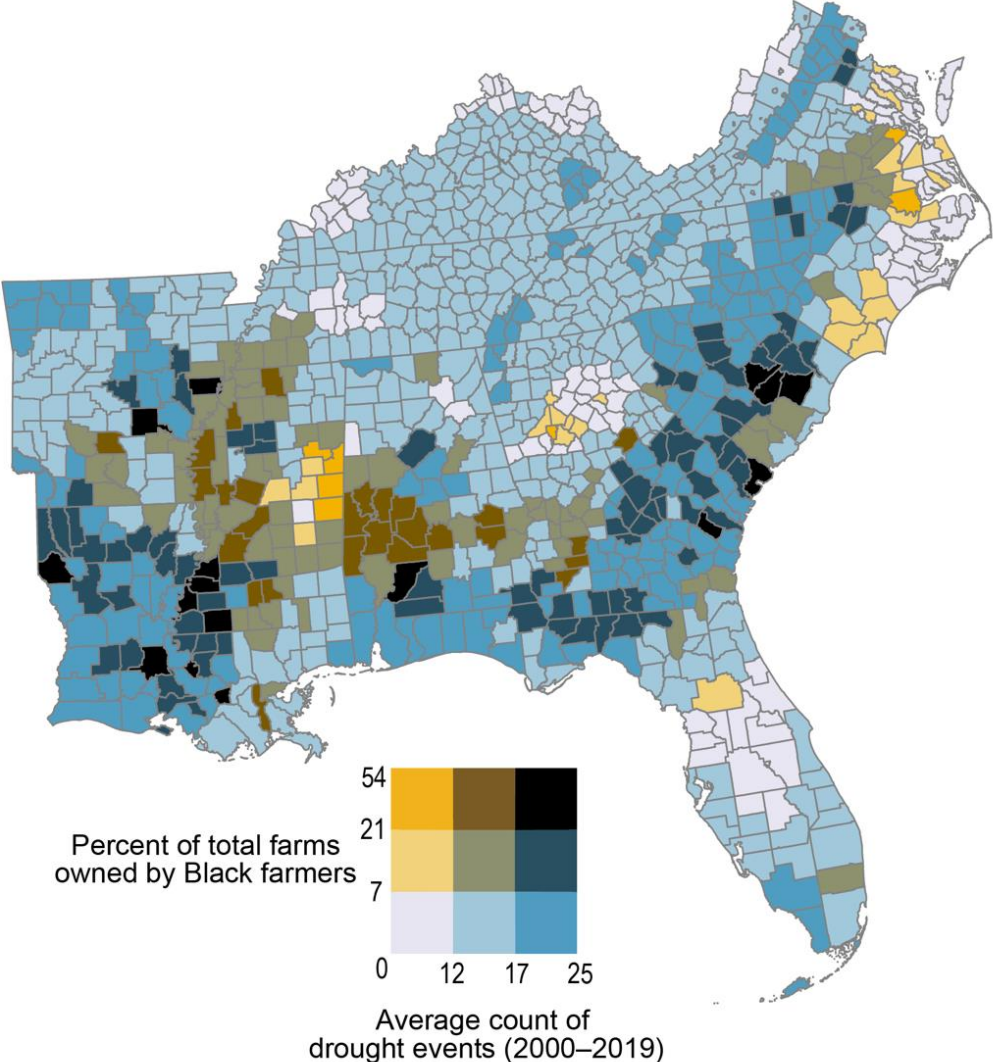 54
21
Percent of total farms
owned by Black farmers
7
0 12 17 25
Average count of
drought events (2000–2019)